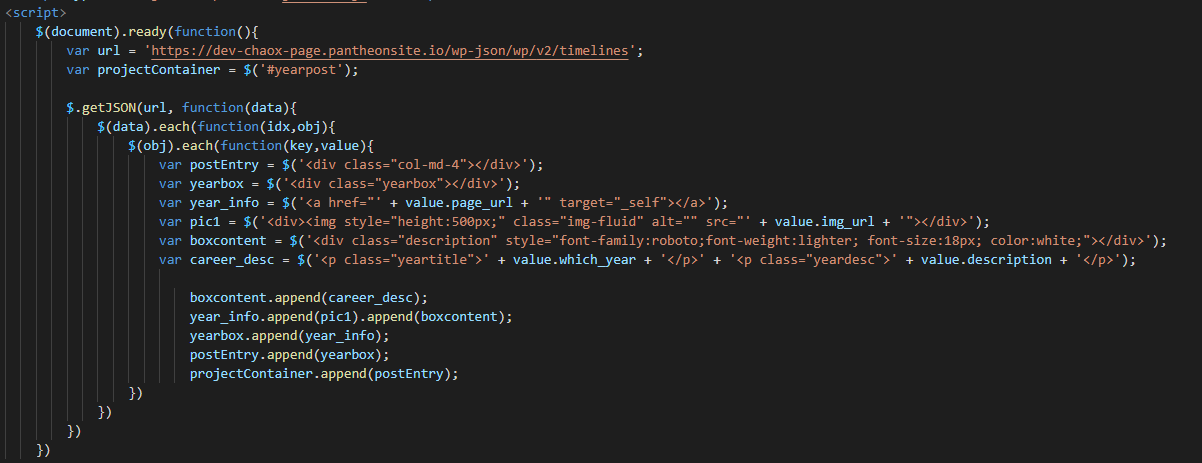 <script>
$(document).ready(function(){
var url = 'https://dev-chaox-page.pantheonsite.io/wp-json/wp/v2/timelines';
var projectContainer = $('#yearpost');
$.getJSON(url, function(data){
$(data).each(function(idx,obj){
$(obj).each(function(key,value){
var postEntry = $('<div class="col-md-4"></div>');
var yearbox = $('<div class="yearbox"></div>');
var year_info = $('<a href="' + value.page_url + '" target="_self"></a>');
var pic1 = $('<div><img style="height:500px;" class="img-fluid" alt="" src="' + value.img_url + '"></div>');
var boxcontent = $('<div class="description" style="font-family:roboto;font-weight:lighter; font-size:18px; color:white;"></div>');
var career_desc = $('<p class="yeartitle">' + value.which_year + '</p>' + '<p class="yeardesc">' + value.description + '</p>');
boxcontent.append(career_desc);
year_info.append(pic1).append(boxcontent);
yearbox.append(year_info);
postEntry.append(yearbox);
projectContainer.append(postEntry);
})
})
})
})